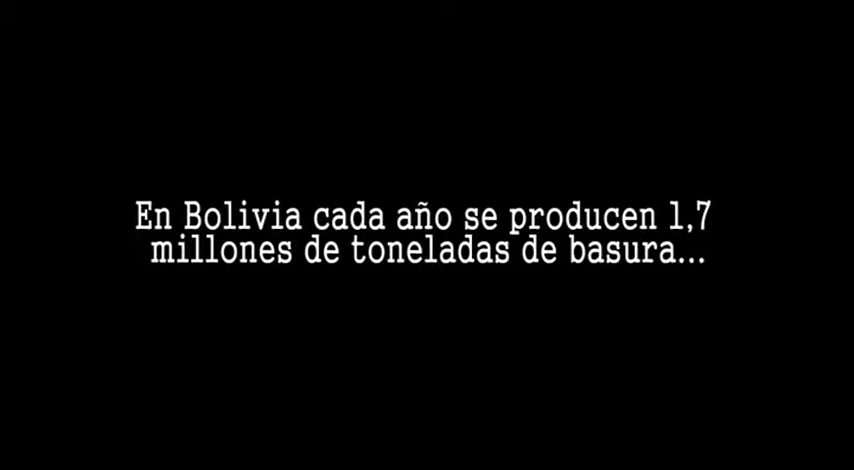 En Bolivia cada año se producen 1,7
millones de toneladas de basura...